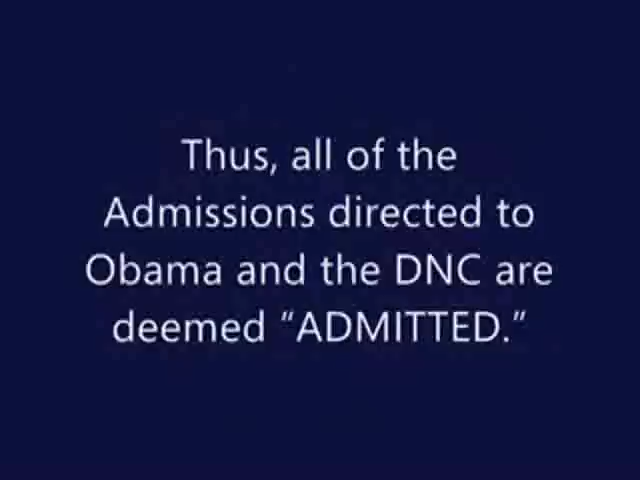 Thus, all of the
Admissions directed to
Obama and the DNC are
deemed “ADMITTED.”